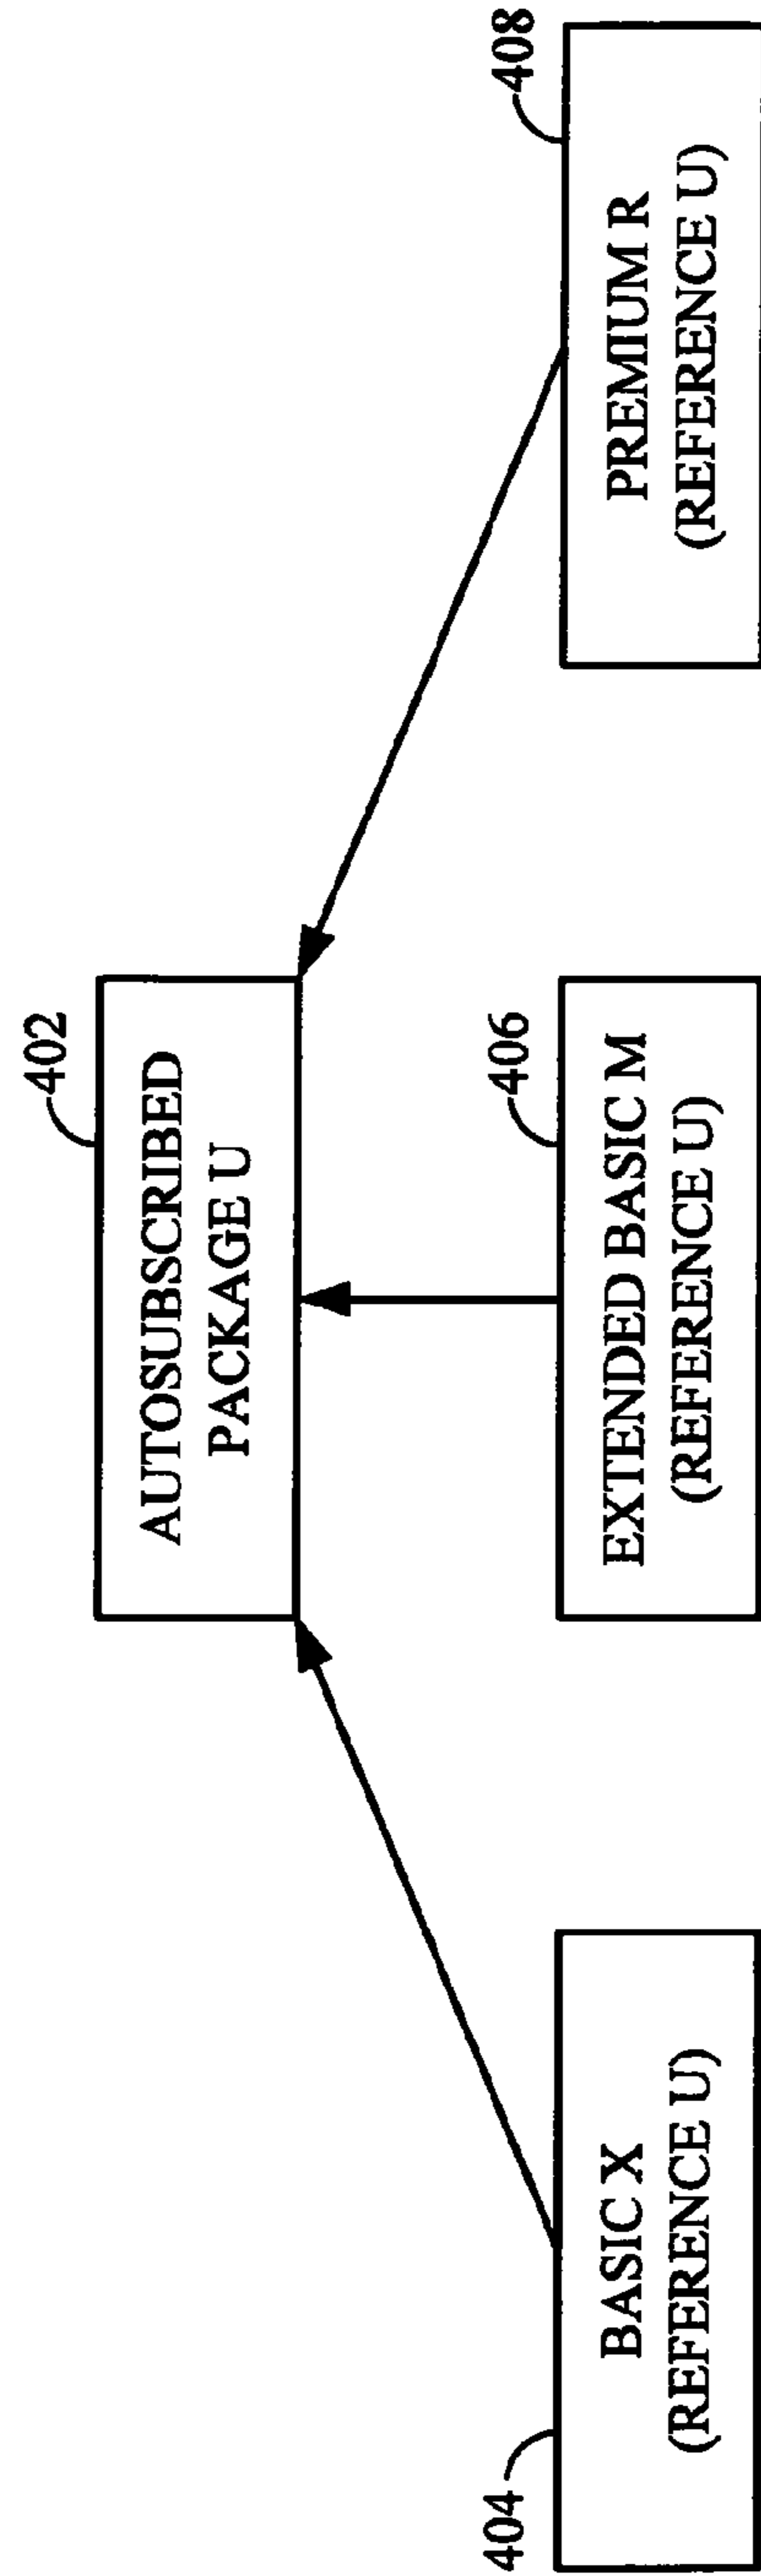 402
AUTOSUBSCRIBED
PACKAGE U
404
BASIC X
(REFERENCE U)
406
EXTENDED BASIC M
(REFERENCE U)
408
PREMIUM R
(REFERENCE U)